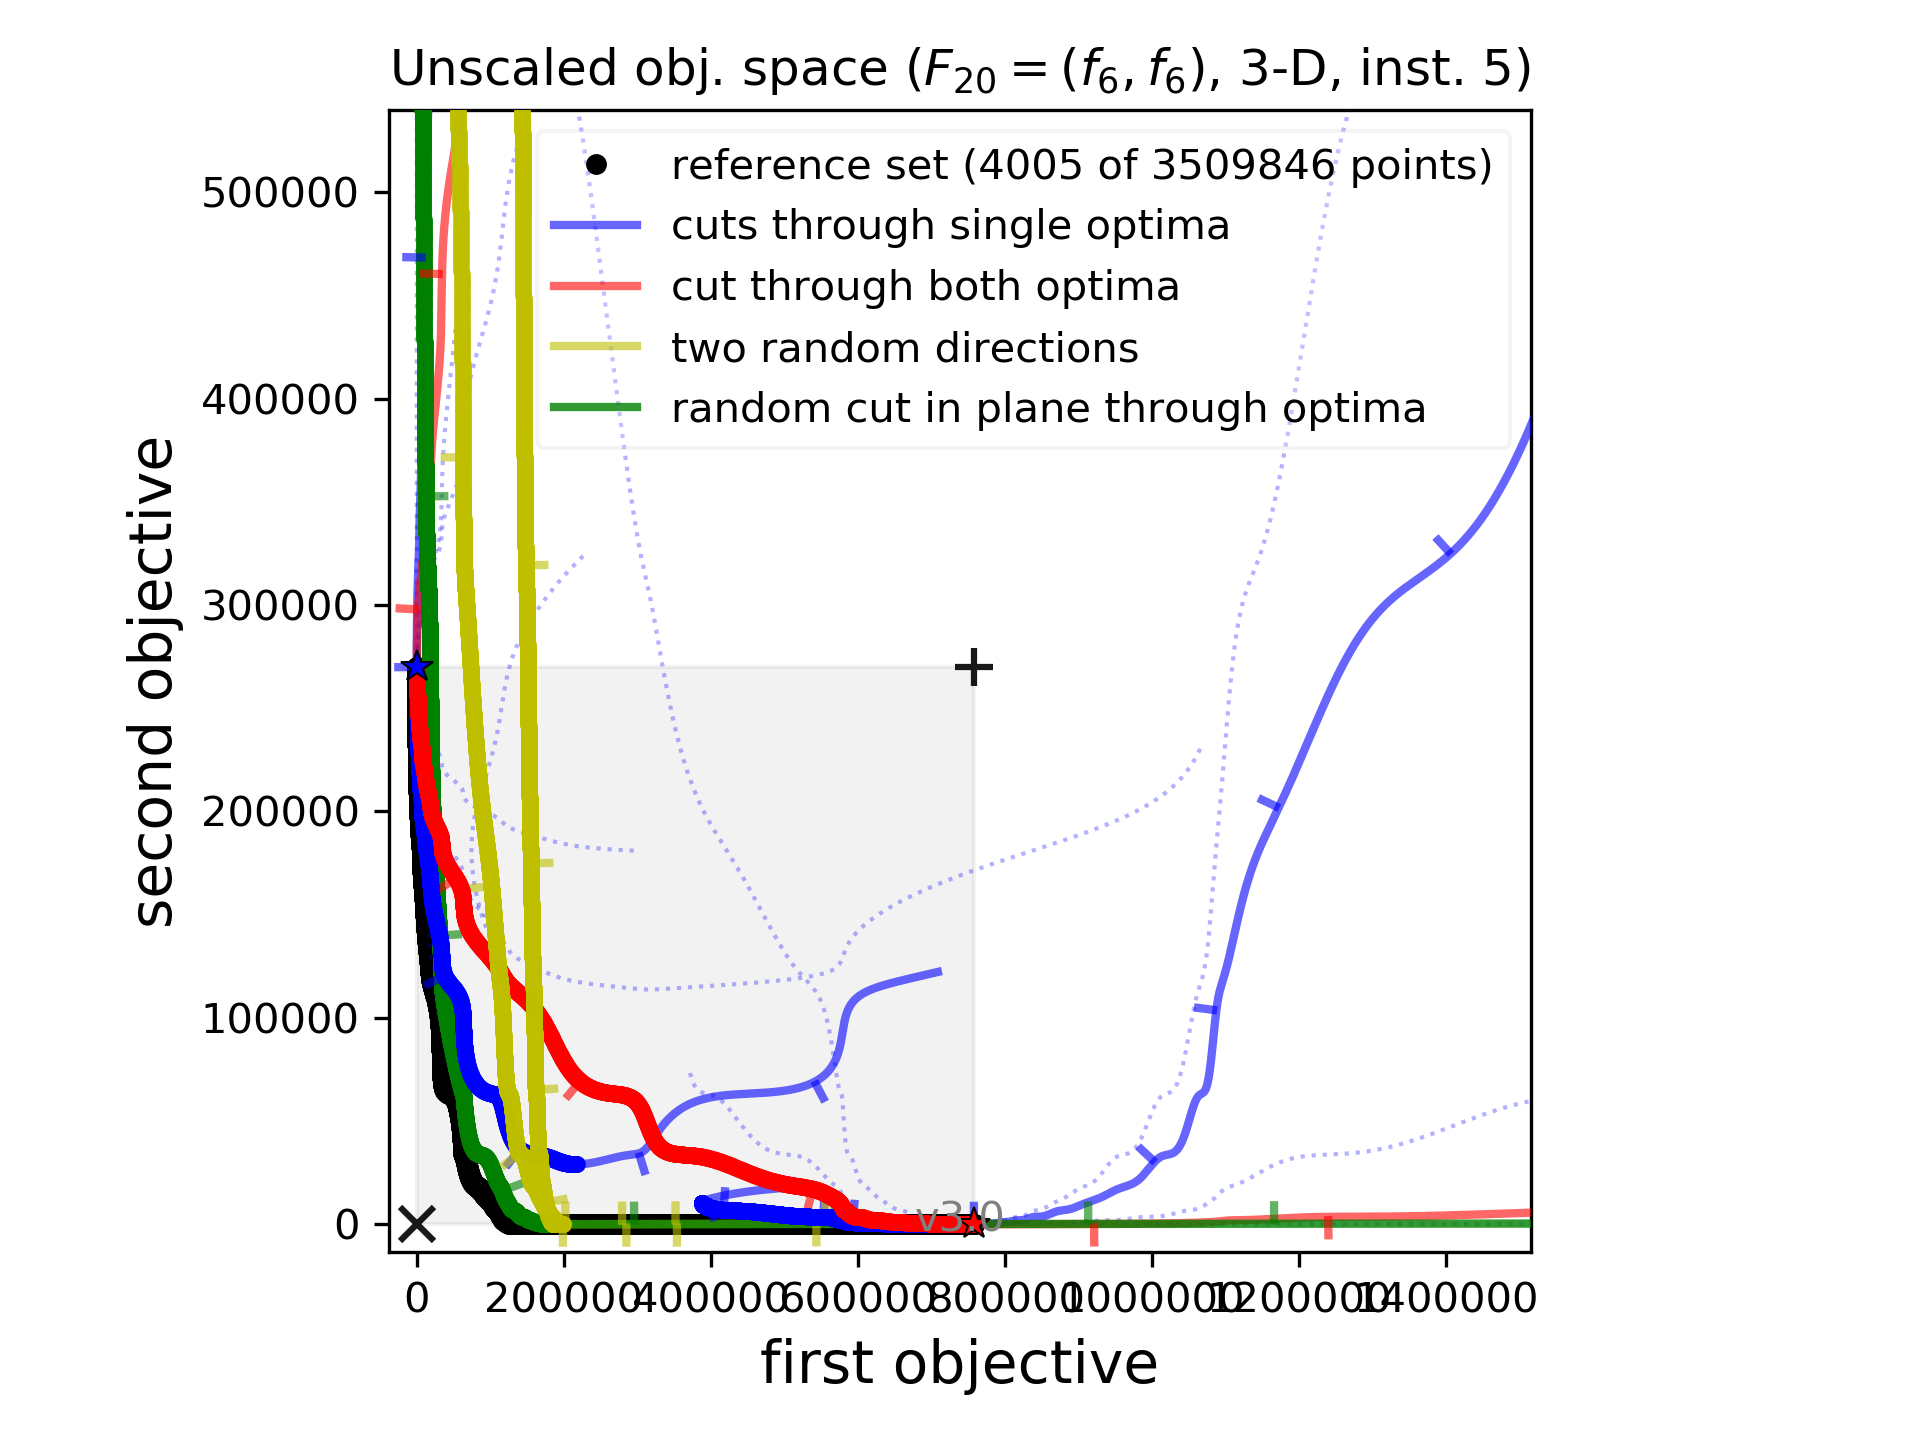 Unscaled obj. space (F20 = (f6, f6), 3-D, inst. 5)
reference set (4005 of 3509846 points)
cuts through single optima
cut through both optima
two random directions
random cut in plane through optima
500000
400000
300000
200000
100000
0
second objective
v3.0
0 200000 400000 600000 800000 1000000 1200000 1400000
first objective